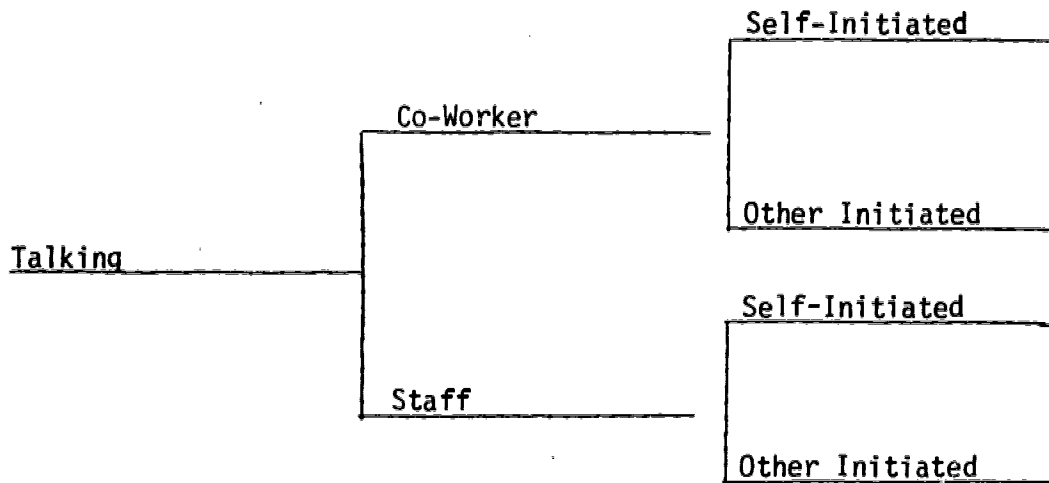 Self-Initiated
Co-Worker
Other Initiated
Talking
Self-Initiated
Staff
Other Initiated